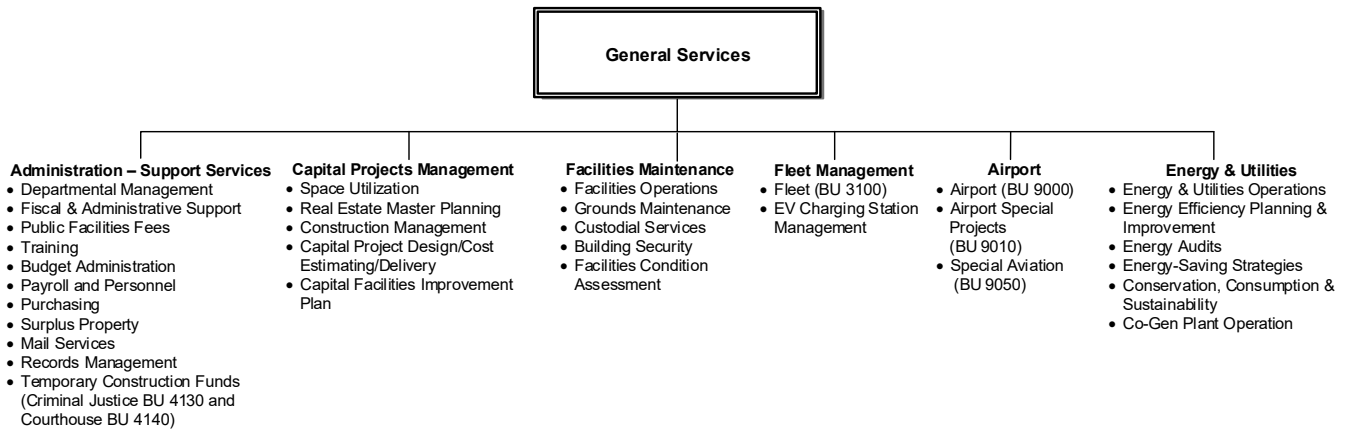 General Services
Administration – Support Services
• Departmental Management
• Fiscal & Administrative Support
• Public Facilities Fees
• Training
• Budget Administration
• Payroll and Personnel
• Purchasing
• Surplus Property
• Mail Services
• Records Management
• Temporary Construction Funds
(Criminal Justice BU 4130 and
Courthouse BU 4140)
Capital Projects Management
• Space Utilization
• Real Estate Master Planning
• Construction Management
• Capital Project Design/Cost
Estimating/Delivery
• Capital Facilities Improvement
Plan
Facilities Maintenance
• Facilities Operations
• Grounds Maintenance
• Custodial Services
• Building Security
• Facilities Condition
Assessment
Fleet Management
• Fleet (BU 3100)
• EV Charging Station
Management
Airport
• Airport (BU 9000)
• Airport Special
Projects
(BU 9010)
• Special Aviation
(BU 9050)
Energy & Utilities
• Energy & Utilities Operations
• Energy Efficiency Planning &
Improvement
• Energy Audits
• Energy-Saving Strategies
• Conservation, Consumption &
Sustainability
• Co-Gen Plant Operation